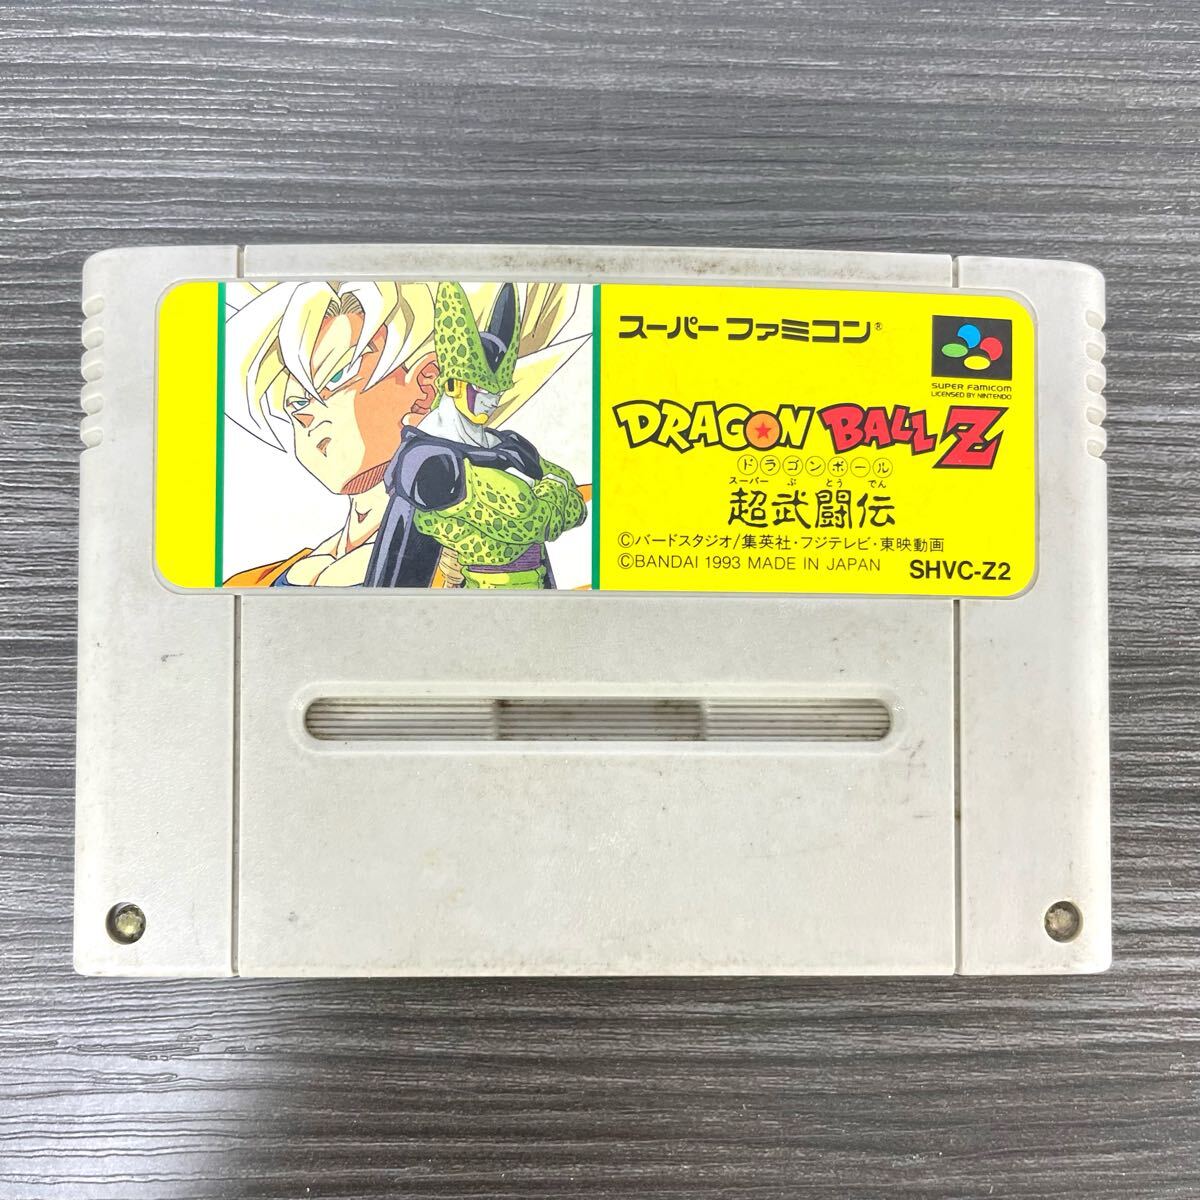 スーパーファミコン®
SUPER FAMICOM
LICENSED BY NINTENDO
DRAGON BALL Z
ドラゴンボール
スーパー ぶ とう でん
超武闘伝
©バードスタジオ/集英社・フジテレビ・東映動画
©BANDAI 1993 MADE IN JAPAN SHVC-Z2